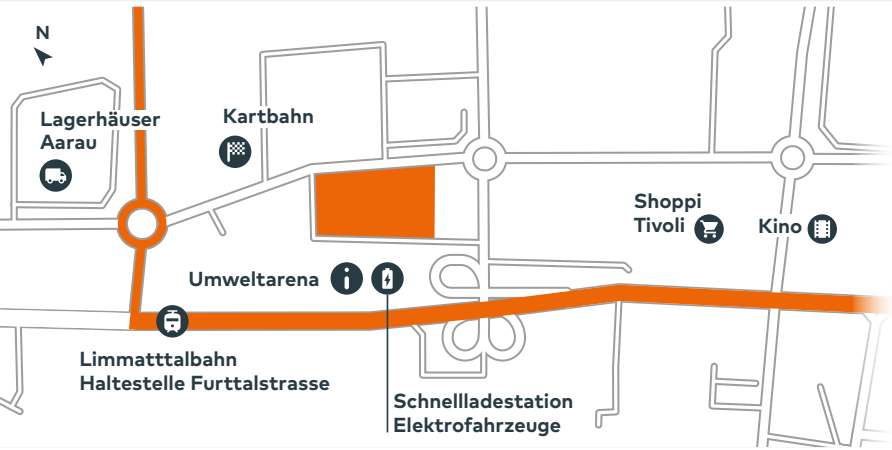 N
Lagerhäuser
Aarau
Kartbahn
Shoppi
Tivoli
Kino
Umweltarena
Limmatttalbahn
Haltestelle Furttalstrasse
Schnellladestation
Elektrofahrzeuge